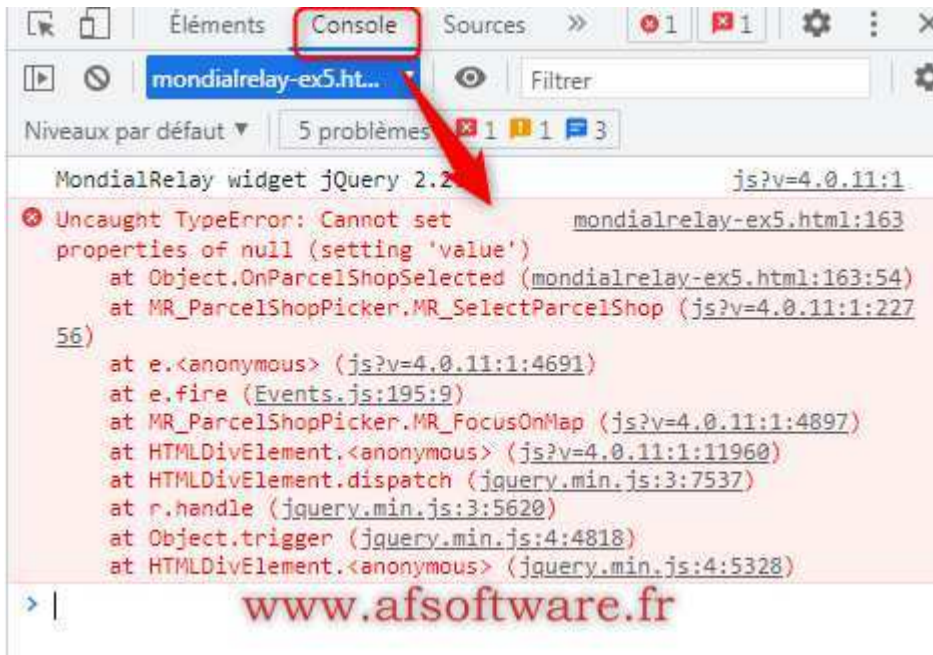 Éléments Console Sources » 1 1
mondialrelay-ex5.ht... Filtrer
Niveaux par défaut ▼ 5 problèmes 1 1 3
MondialRelay widget jQuery js?v=4.0.11:1
Uncaught TypeError: Cannot set mondialrelay-ex5.html:163
properties of null (setting 'value')
at Object.OnParcelShopSelected (mondialrelay-ex5.html:163:54)
at MR_ParcelShopPicker.MR_SelectParcelShop (js?v=4.0.11:1:227
56)
at e.<anonymous> (js?v=4.0.11:1:4691)
at e.fire (Events.js:195:9)
at MR_ParcelShopPicker.MR_FocusOnMap (js?v=4.0.11:1:4897)
at HTMLDivElement.<anonymous> (js?v=4.0.11:1:11960)
at HTMLDivElement.dispatch (jquery.min.js:3:7537)
at r.handle (jquery.min.js:3:5620)
at Object.trigger (jquery.min.js:4:4818)
at HTMLDivElement.<anonymous> (jquery.min.js:4:5328)
> www.afsoftware.fr